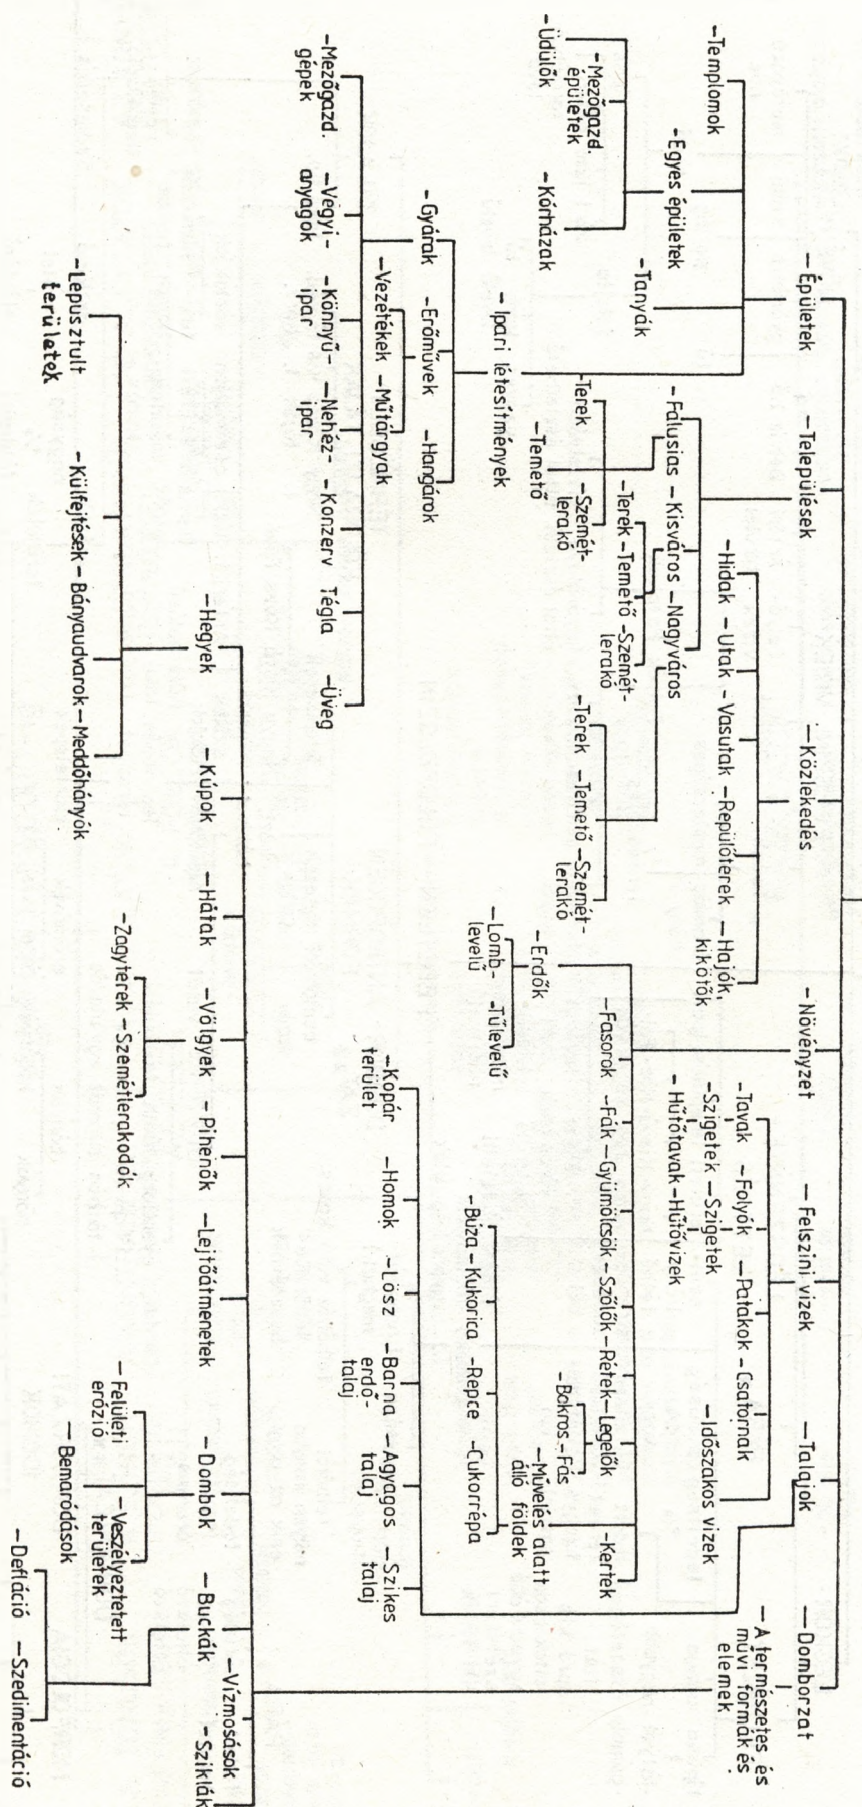 — Épületek
— Települések
— Közlekedés
— Növényzet
— Felszini vizek
— Talajok
— Domborzat
— Templomok
— Egyes épületek
— Tanyák
— Ipari létesítmények
— Üdülők
— Mezőgazd.
épületek
— Kórházak
— Gyárak
— Erőművek
— Hangárok
— Vezetékek
— Műtárgyak
— Mezőgazd.
gépek
— Vegyi-
anyagok
— Könnyű-
ipar
— Nehéz-
ipar
— Konzerv
Tégla
— Üveg
— Falusias
— Kisváros
— Nagyváros
— Terek
— Temető
— Szemét-
lerakó
— Terek
— Temető
— Szemét-
lerakó
— Terek
— Temető
— Szemét-
lerakó
— Hidak
— Utak
— Vasutak
— Repülőterek
— Hajók,
kikötők
— Erdők
— Fasorok
— Fák
— Gyümölcsök
— Szőlők
— Rétek
— Legelők
— Művelés alatt
álló földek
— Kertek
— Lomb-
levelű
— Tűlevelű
— Bokros
— Fás
— Búza
— Kukorica
— Repce
— Cukorrépa
— Tavak
— Folyók
— Patakok
— Csatornak
— Időszakos vizek
— Szigetek
— Szigetek
— Hűtőtavak
— Hűtővizek
— Kopár
terület
— Homok
— Lösz
— Barna
erdő-
talaj
— Agyagos
talaj
— Szikes
talaj
— A természetes és
művi formák és
elemek
— Hegyek
— Kúpok
— Hátak
— Völgyek
— Pihenők
— Lejtőátmenetek
— Dombok
— Buckák
— Vízmosások
— Sziklák
— Lepusztult
területek
— Külfejtések
— Bányaudvarok
— Meddőhányók
— Zagyterek
— Szemétlerakodók
— Felületi
erózió
— Bemaródások
— Veszélyeztetett
területek
— Defláció
— Szedimentáció